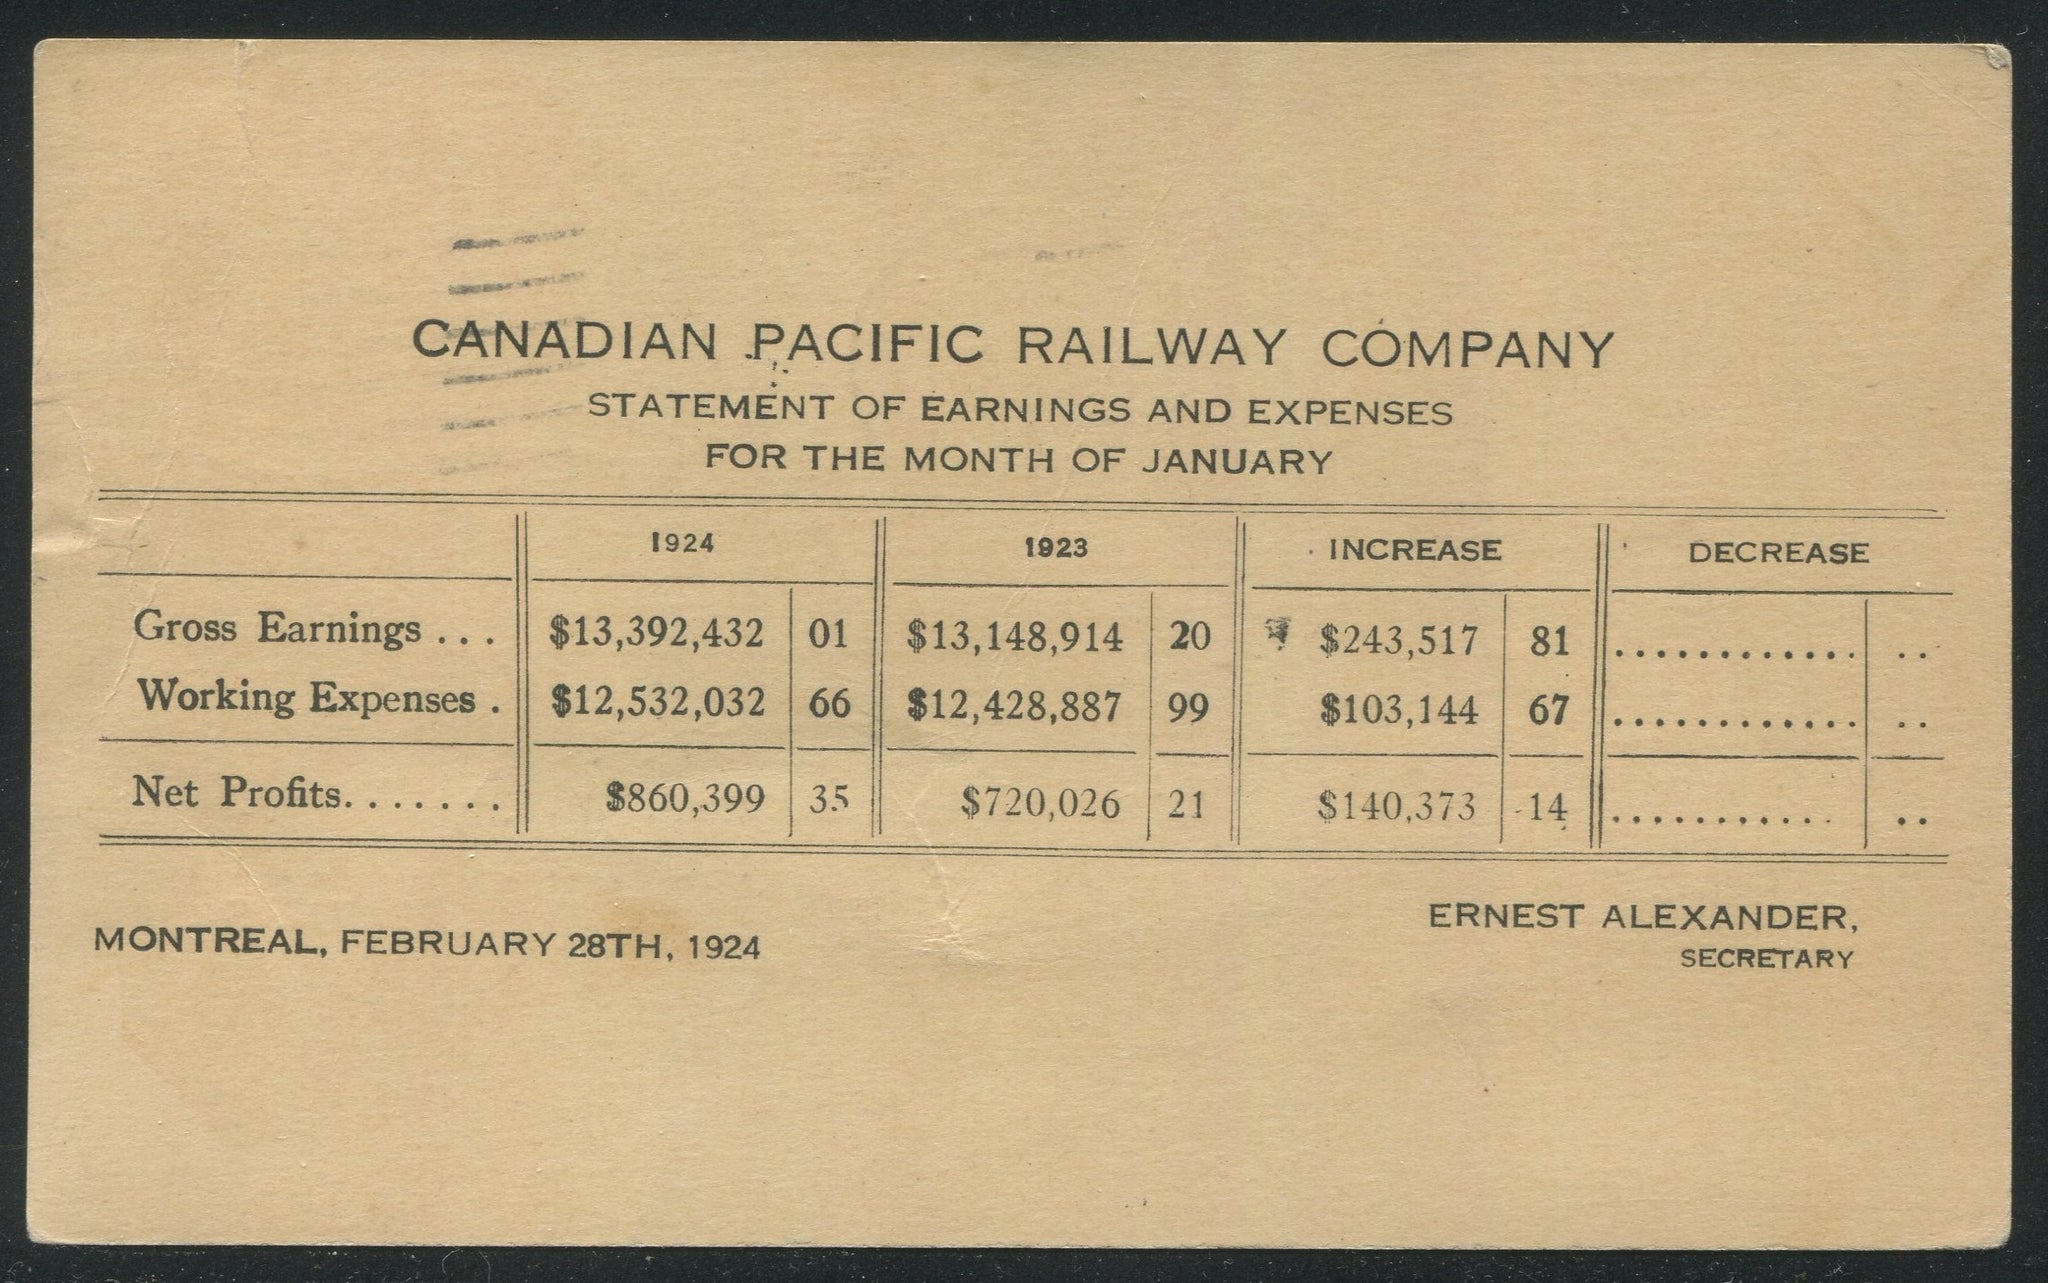 CANADIAN PACIFIC RAILWAY COMPANY
STATEMENT OF EARNINGS AND EXPENSES
FOR THE MONTH OF JANUARY
1924 1923 INCREASE DECREASE
Gross Earnings . . . $13,392,432 01 $13,148,914 20 $243,517 81 ............ ..
Working Expenses . $12,532,032 66 $12,428,887 99 $103,144 67 ............ ..
Net Profits. . . . . . . $860,399 35 $720,026 21 $140,373 14 ........... ..
MONTREAL, FEBRUARY 28TH, 1924
ERNEST ALEXANDER,
SECRETARY